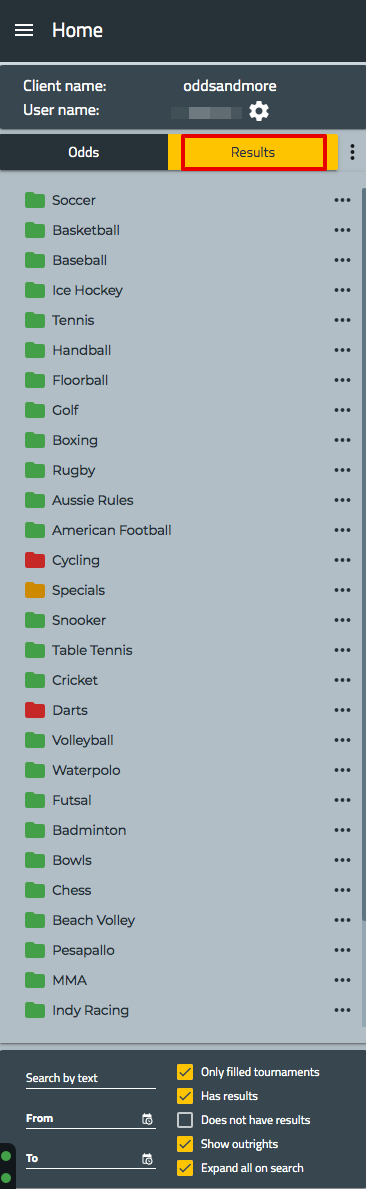 Home
Client name: oddsandmore
User name:
Odds Results
Soccer
Basketball
Baseball
Ice Hockey
Tennis
Handball
Floorball
Golf
Boxing
Rugby
Aussie Rules
American Football
Cycling
Specials
Snooker
Table Tennis
Cricket
Darts
Volleyball
Waterpolo
Futsal
Badminton
Bowls
Chess
Beach Volley
Pesapallo
MMA
Indy Racing
Search by text
From
To
Only filled tournaments
Has results
Does not have results
Show outrights
Expand all on search